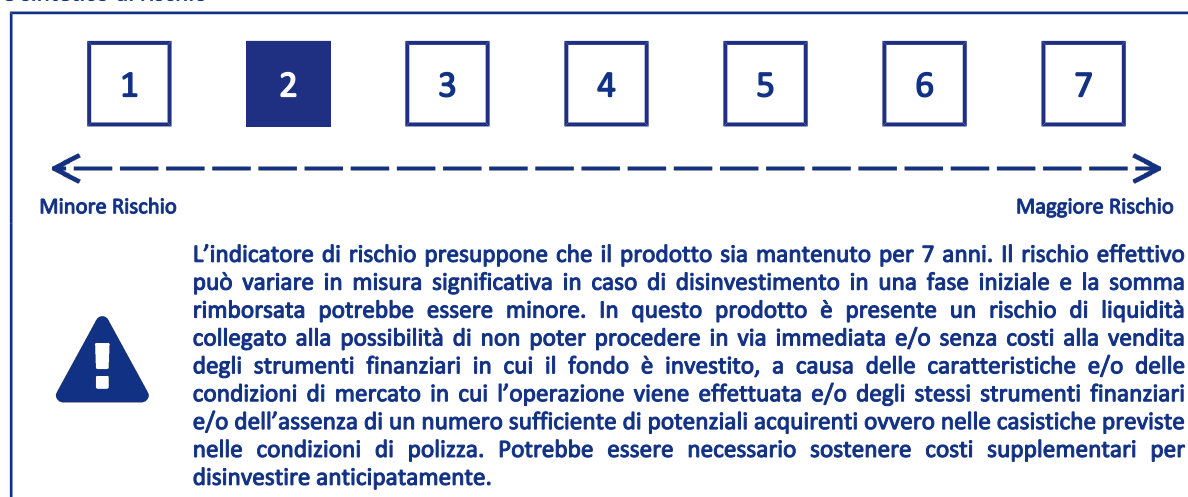 1 2 3 4 5 6 7
Minore Rischio Maggiore Rischio
L’indicatore di rischio presuppone che il prodotto sia mantenuto per 7 anni. Il rischio effettivo
può variare in misura significativa in caso di disinvestimento in una fase iniziale e la somma
rimborsata potrebbe essere minore. In questo prodotto è presente un rischio di liquidità
collegato alla possibilità di non poter procedere in via immediata e/o senza costi alla vendita
degli strumenti finanziari in cui il fondo è investito, a causa delle caratteristiche e/o delle
condizioni di mercato in cui l’operazione viene effettuata e/o degli stessi strumenti finanziari
e/o dell’assenza di un numero sufficiente di potenziali acquirenti ovvero nelle casistiche previste
nelle condizioni di polizza. Potrebbe essere necessario sostenere costi supplementari per
disinvestire anticipatamente.